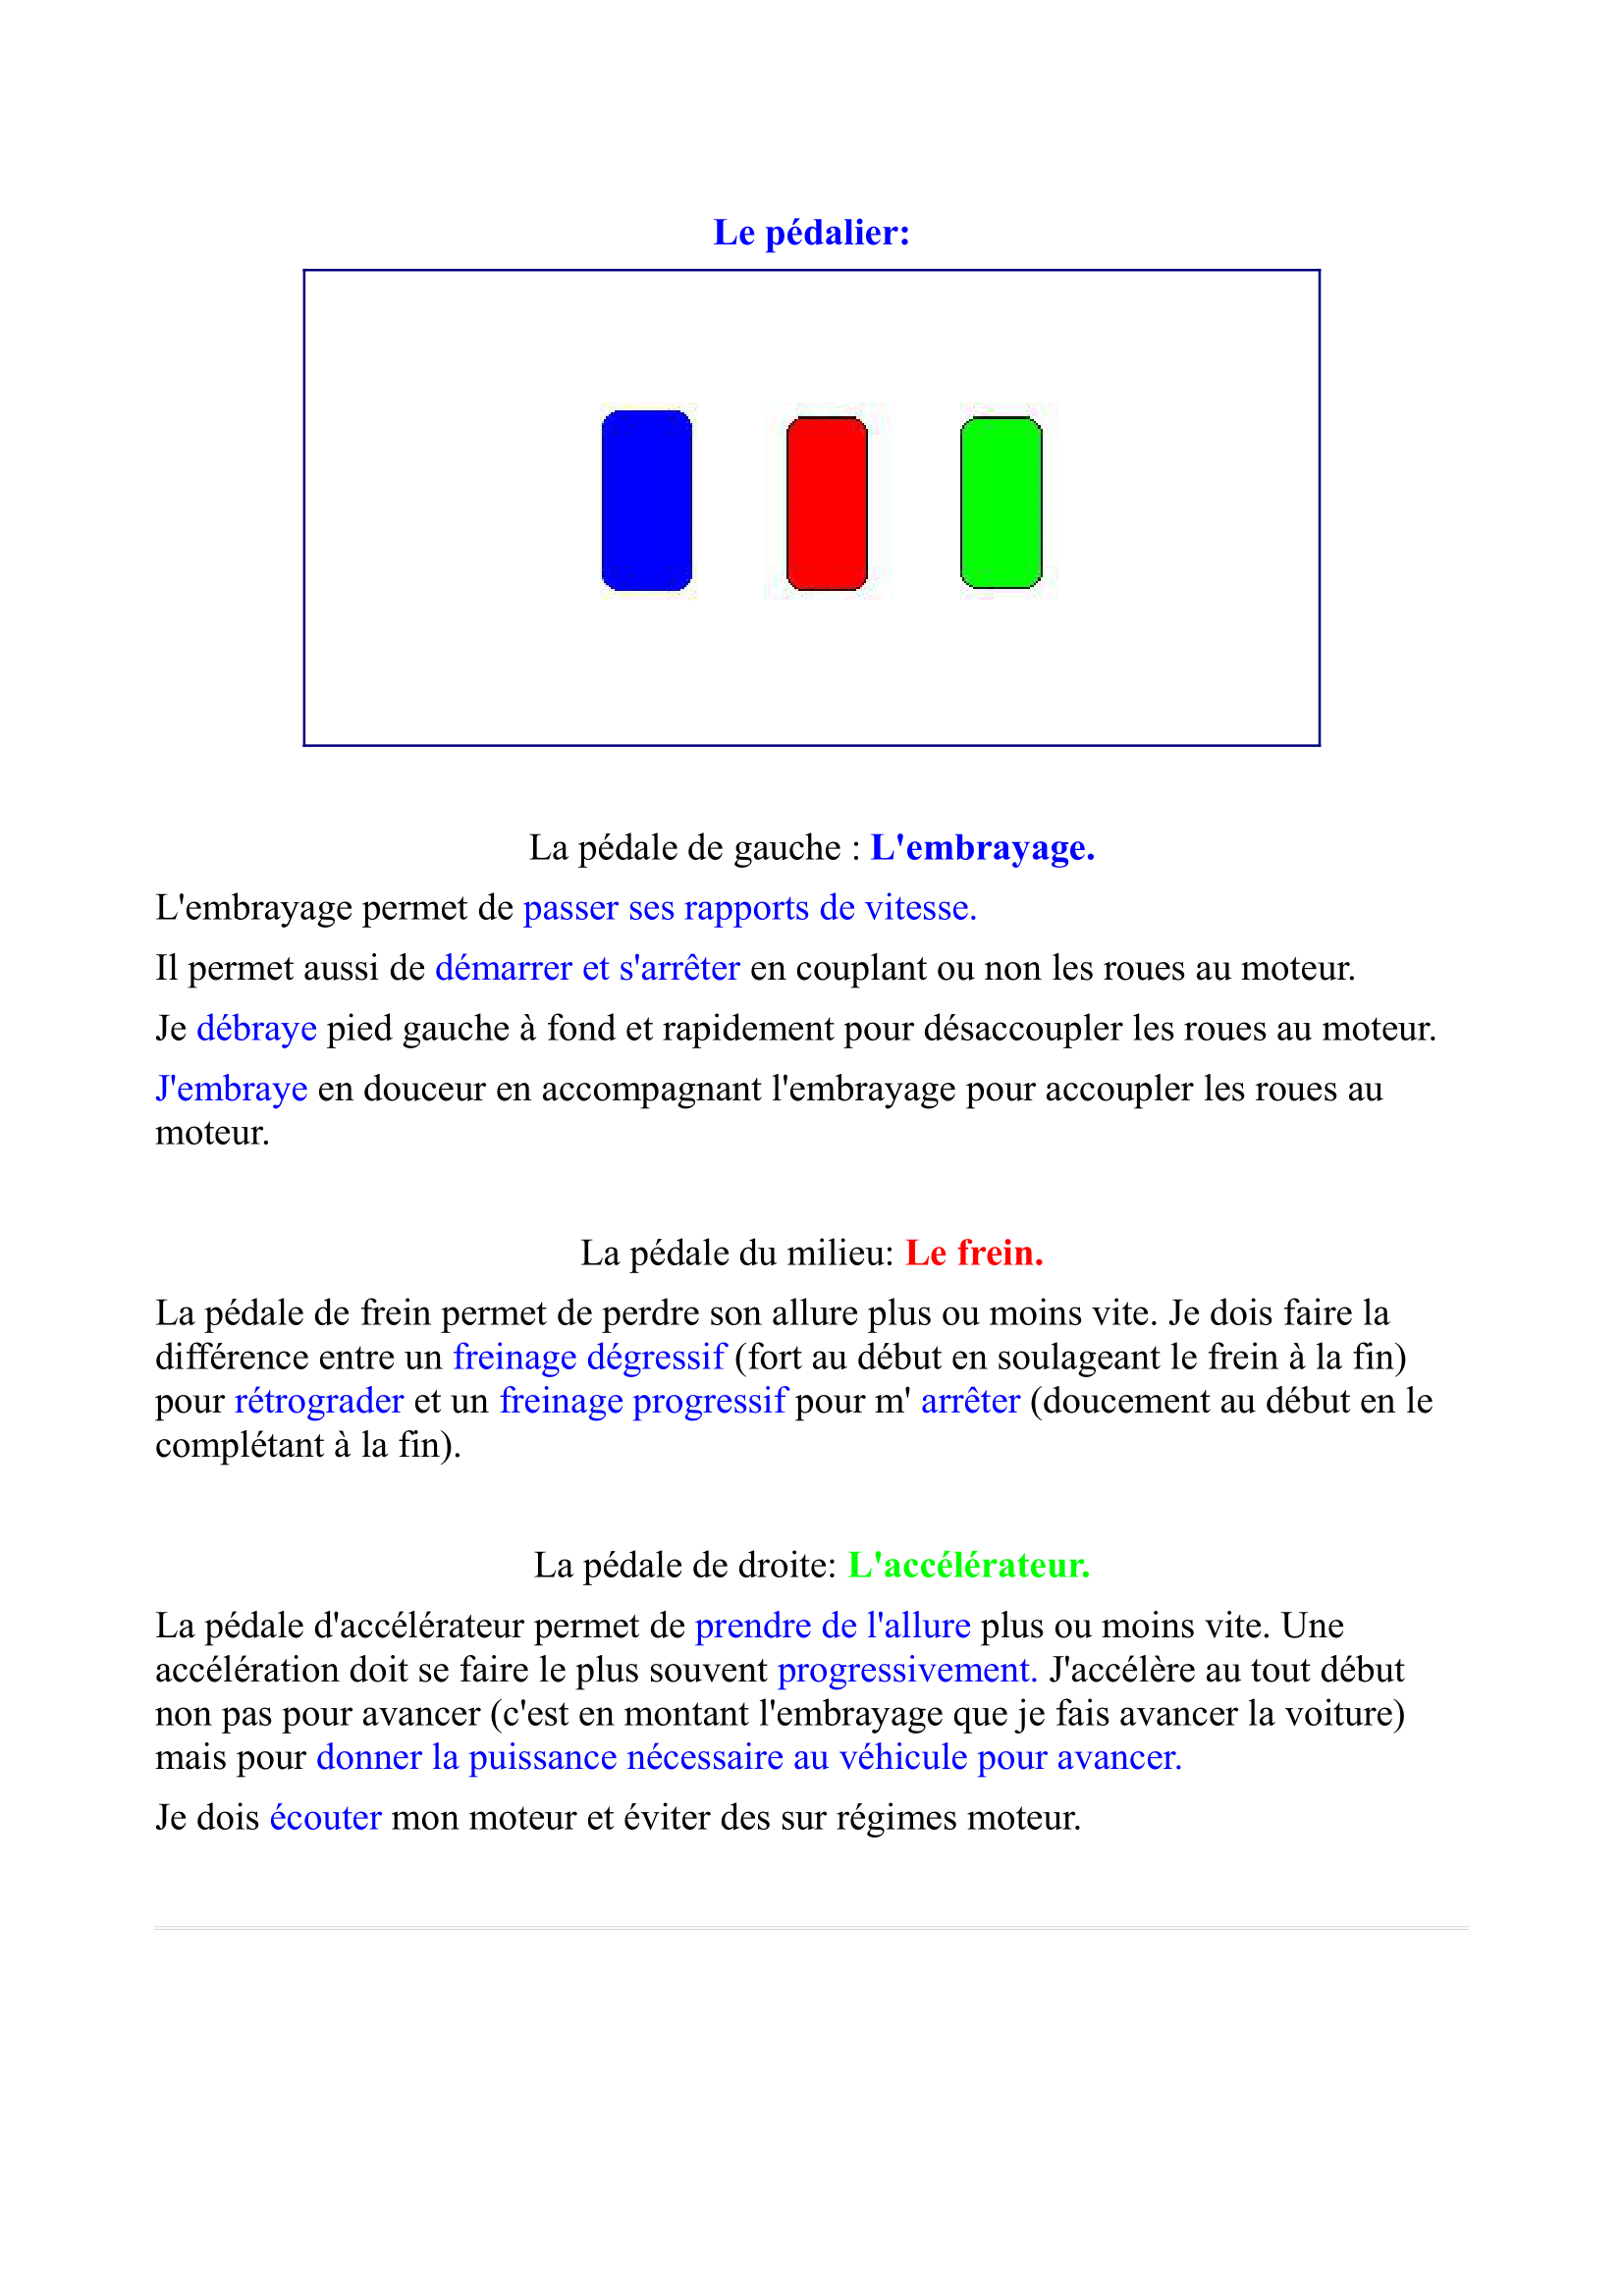 Le pédalier:
La pédale de gauche : L'embrayage.
L'embrayage permet de passer ses rapports de vitesse.
Il permet aussi de démarrer et s'arrêter en couplant ou non les roues au moteur.
Je débraye pied gauche à fond et rapidement pour désaccoupler les roues au moteur.
J'embraye en douceur en accompagnant l'embrayage pour accoupler les roues au
moteur.
La pédale du milieu: Le frein.
La pédale de frein permet de perdre son allure plus ou moins vite. Je dois faire la
différence entre un freinage dégressif (fort au début en soulageant le frein à la fin)
pour rétrograder et un freinage progressif pour m' arrêter (doucement au début en le
complétant à la fin).
La pédale de droite: L'accélérateur.
La pédale d'accélérateur permet de prendre de l'allure plus ou moins vite. Une
accélération doit se faire le plus souvent progressivement. J'accélère au tout début
non pas pour avancer (c'est en montant l'embrayage que je fais avancer la voiture)
mais pour donner la puissance nécessaire au véhicule pour avancer.
Je dois écouter mon moteur et éviter des sur régimes moteur.